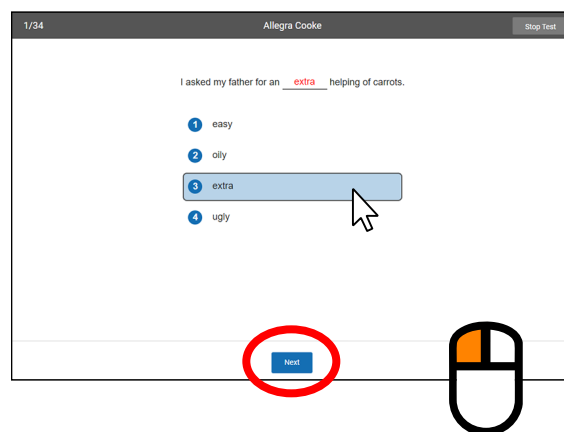 1/34 Allegra Cooke Stop Test
I asked my father for an extra helping of carrots.
1 easy
2 oily
3 extra
4 ugly
Next